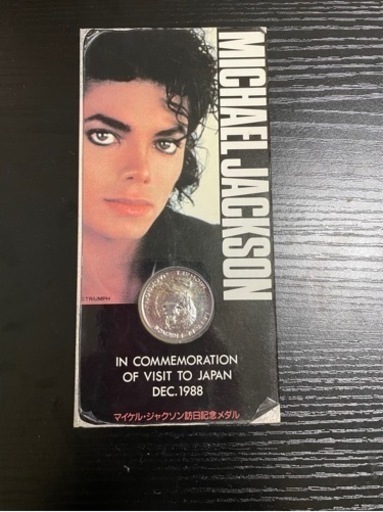 MICHAEL JACKSON
©TRIUMPH
IN COMMEMORATION
OF VISIT TO JAPAN
DEC.1988
マイケル・ジャクソン訪日記念メダル